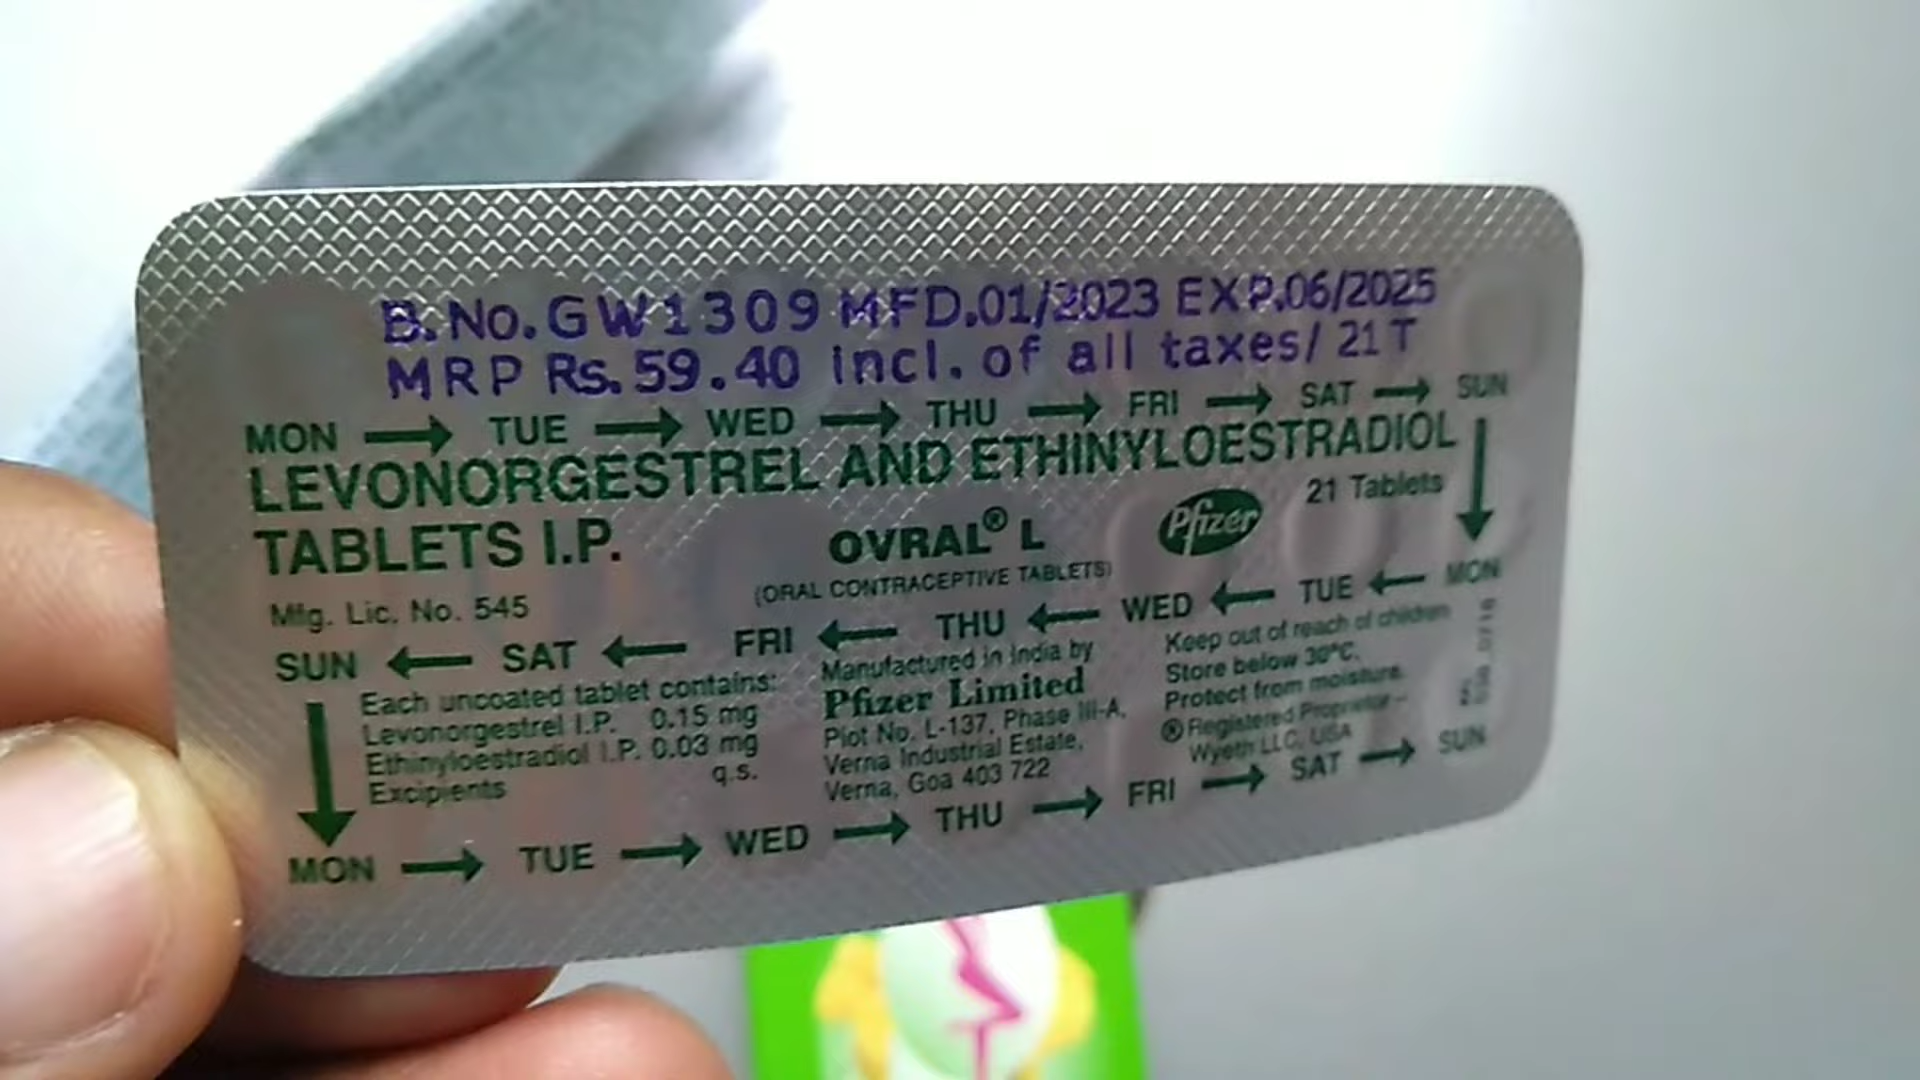 B.No.GW1309 MFD.01/2023 EXP.06/2025
MRP Rs.59.40 incl. of all taxes/ 21T
MON → TUE → WED → THU → FRI → SAT → SUN
LEVONORGESTREL AND ETHINYLOESTRADIOL
TABLETS I.P.
OVRAL® L
Pfizer
21 Tablets
(ORAL CONTRACEPTIVE TABLETS)
Mfg. Lic. No. 545
SUN ← SAT ← FRI ← THU ← WED ← TUE ← MON
Each uncoated tablet contains:
Levonorgestrel I.P. 0.15 mg
Ethinyloestradiol I.P. 0.03 mg
Excipients q.s.
Manufactured in India by
Pfizer Limited
Plot No. L-137, Phase III-A,
Verna Industrial Estate,
Verna, Goa 403 722
Keep out of reach of children
Store below 30°C.
Protect from moisture.
® Registered Proprietor –
Wyeth LLC, USA
MON → TUE → WED → THU → FRI → SAT → SUN